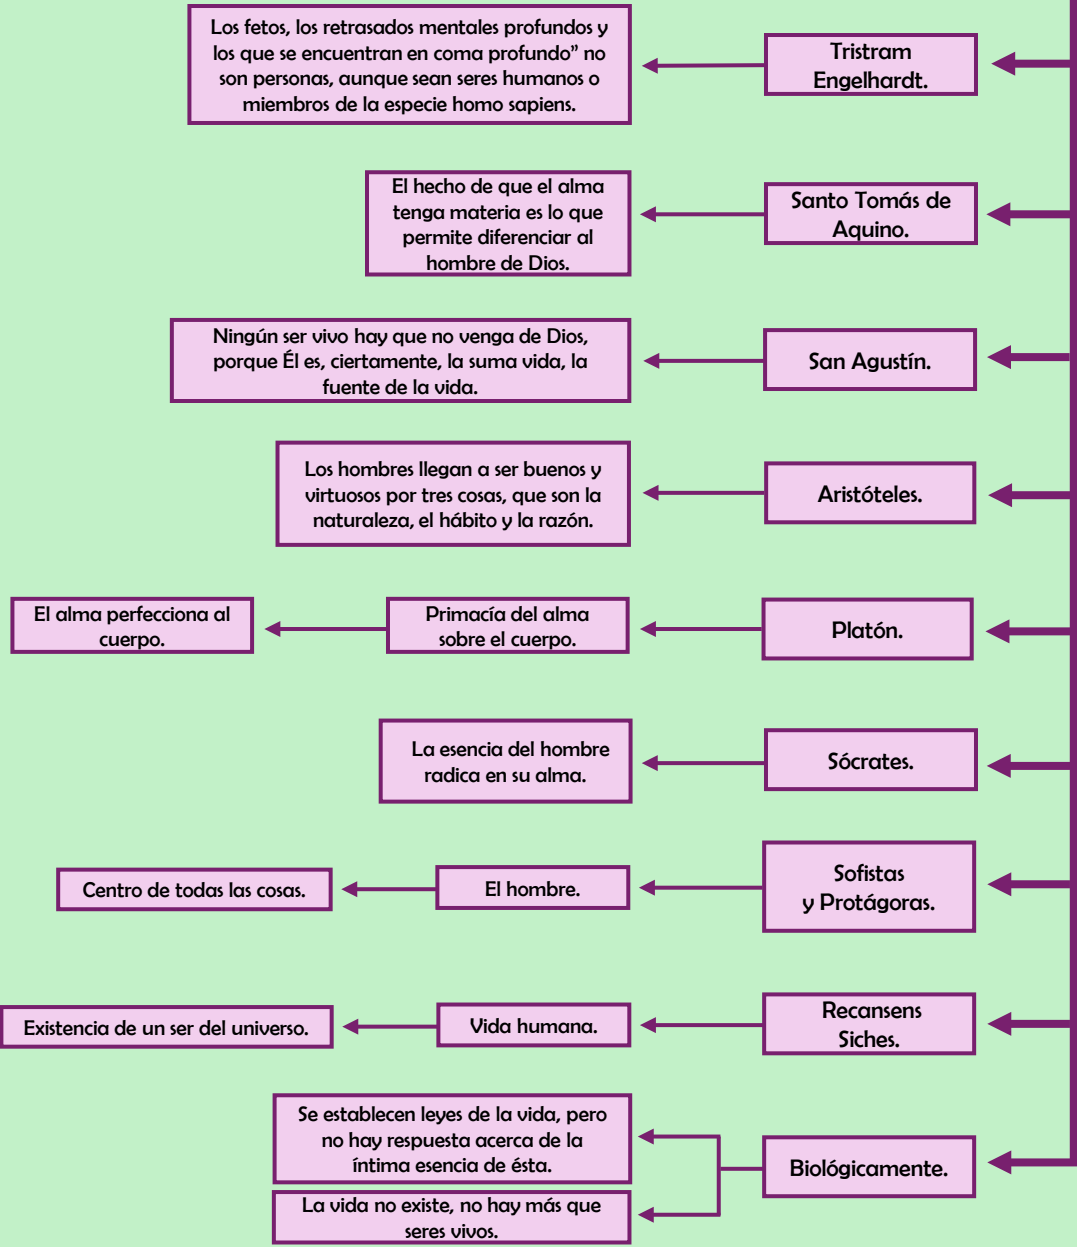 Los fetos, los retrasados mentales profundos y
los que se encuentran en coma profundo” no
son personas, aunque sean seres humanos o
miembros de la especie homo sapiens.
Tristram
Engelhardt.
El hecho de que el alma
tenga materia es lo que
permite diferenciar al
hombre de Dios.
Santo Tomás de
Aquino.
Ningún ser vivo hay que no venga de Dios,
porque Él es, ciertamente, la suma vida, la
fuente de la vida.
San Agustín.
Los hombres llegan a ser buenos y
virtuosos por tres cosas, que son la
naturaleza, el hábito y la razón.
Aristóteles.
El alma perfecciona al
cuerpo.
Primacía del alma
sobre el cuerpo.
Platón.
La esencia del hombre
radica en su alma.
Sócrates.
Centro de todas las cosas.
El hombre.
Sofistas
y Protágoras.
Existencia de un ser del universo.
Vida humana.
Recansens
Siches.
Se establecen leyes de la vida, pero
no hay respuesta acerca de la
íntima esencia de ésta.
La vida no existe, no hay más que
seres vivos.
Biológicamente.